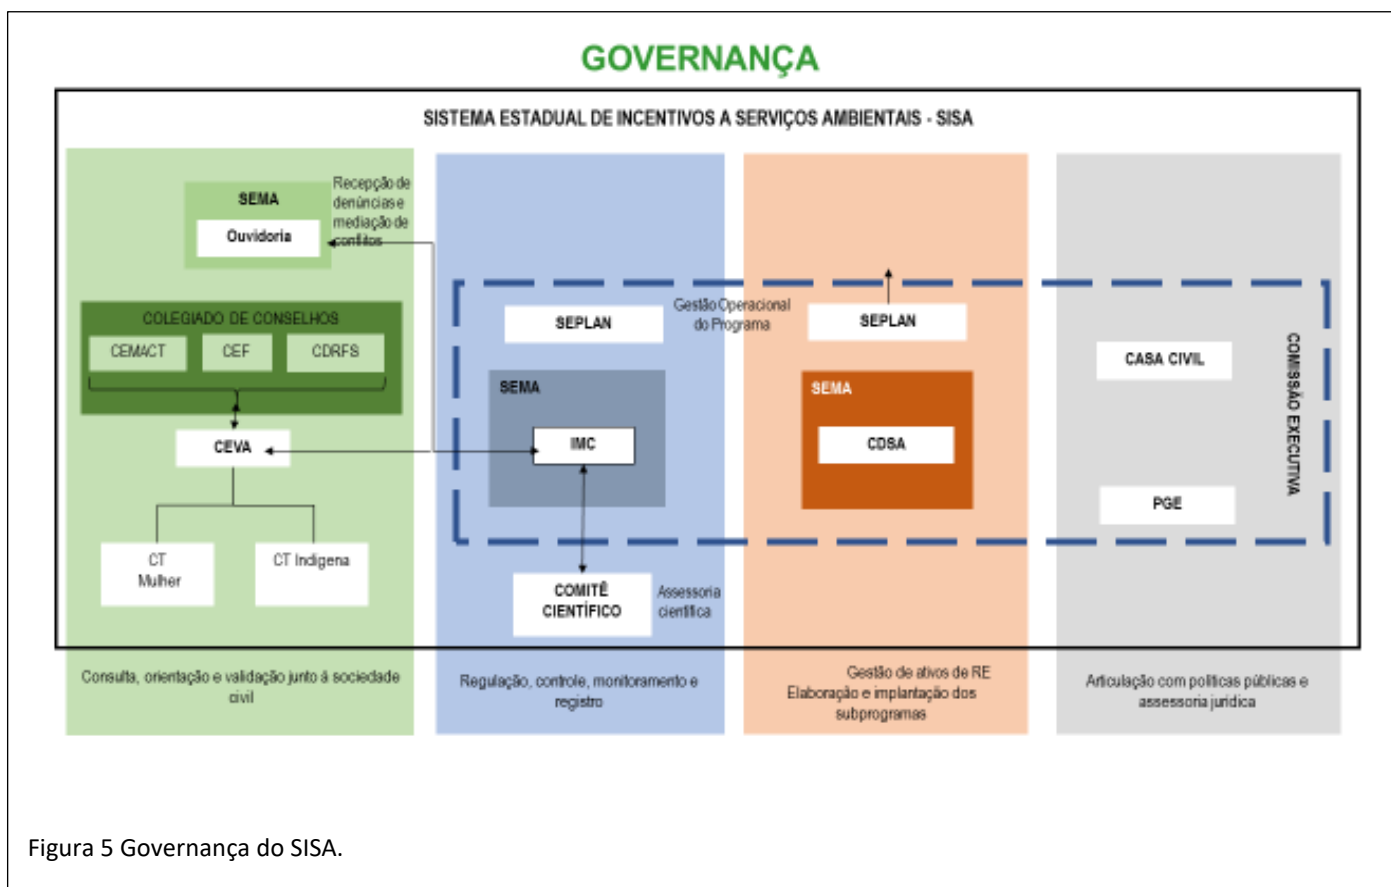 GOVERNANÇA
SISTEMA ESTADUAL DE INCENTIVOS A SERVIÇOS AMBIENTAIS - SISA
SEMA
Ouvidoria
Recepção de
denúncias e
mediação de
conflitos
COLEGIADO DE CONSELHOS
CEMACT
CEF
CDRFS
CEVA
CT
Mulher
CT Indigena
Consulta, orientação e validação junto á sociedade
civil
SEPLAN
Gestão Operacional
do Programa
SEMA
IMC
COMITÊ
CIENTÍFICO
Assessoria
científica
Regulação, controle, monitoramento e
registro
SEPLAN
SEMA
CDSA
Gestão de ativos de RE
Elaboração e implantação dos
subprogramas
CASA CIVIL
PGE
COMISSÃO EXECUTIVA
Articulação com políticas públicas e
assessoria jurídica
Figura 5 Governança do SISA.